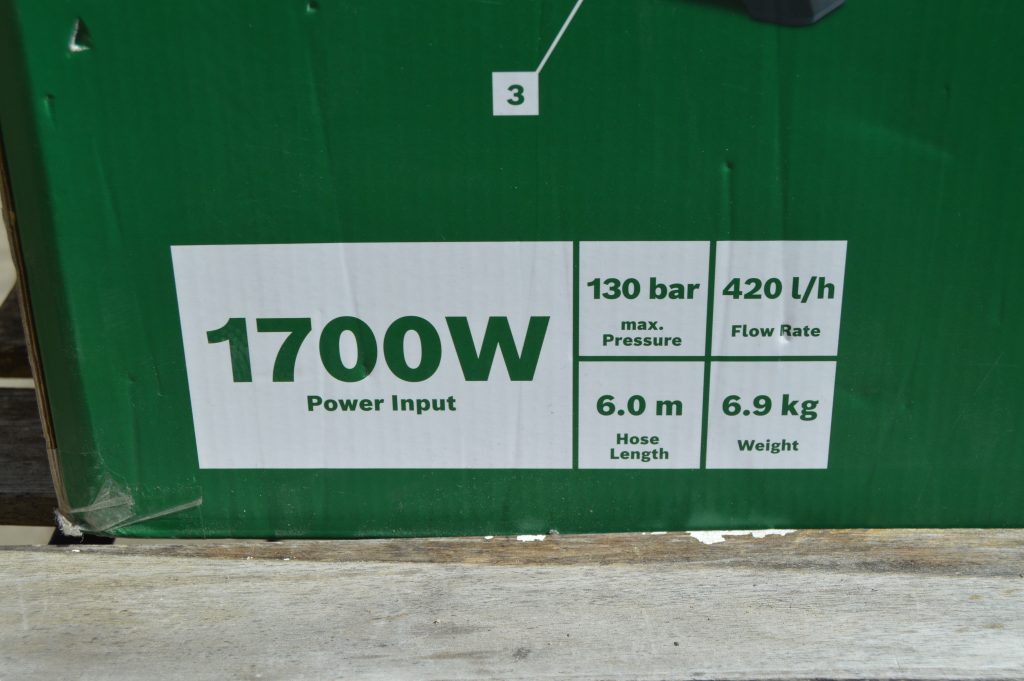 3
1700W
Power Input
130 bar
max.
Pressure
420 l/h
Flow Rate
6.0 m
Hose
Length
6.9 kg
Weight